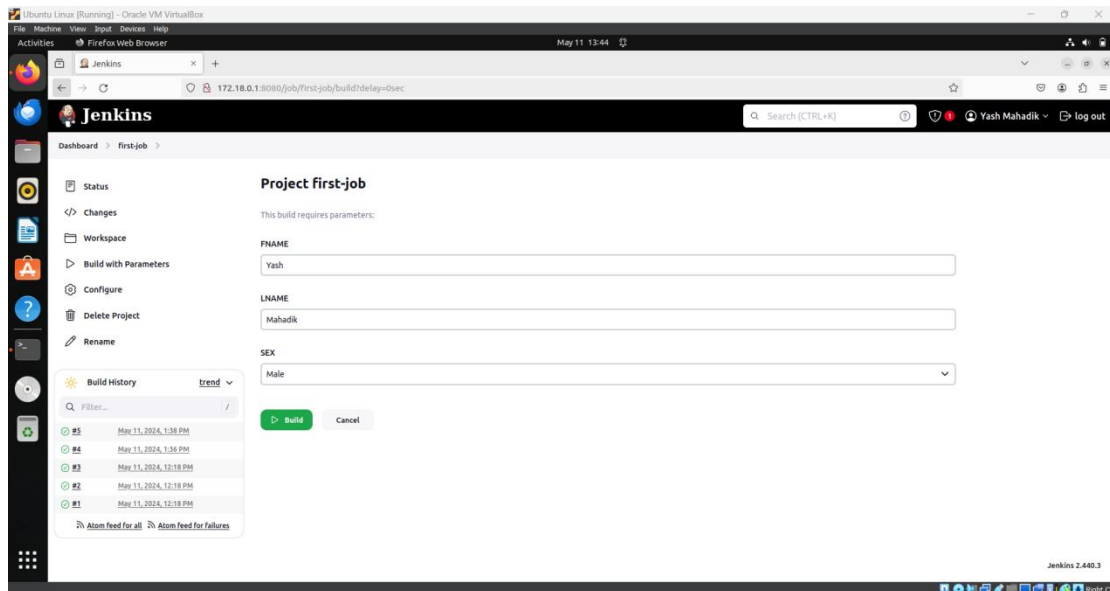 Ubuntu Linux [Running] - Oracle VM VirtualBox
File Machine View Input Devices Help
Activities Firefox Web Browser May 11 13:44
Jenkins
172.18.0.1:8080/job/first-job/build?delay=0sec
Jenkins Search (CTRL+K) 1 Yash Mahadik log out
Dashboard > first-job >
Status
Changes
Workspace
Build with Parameters
Configure
Delete Project
Rename
Build History trend
Filter... /
#5 May 11, 2024, 1:38 PM
#4 May 11, 2024, 1:36 PM
#3 May 11, 2024, 12:18 PM
#2 May 11, 2024, 12:18 PM
#1 May 11, 2024, 12:18 PM
Atom feed for all Atom feed for failures
Project first-job
This build requires parameters:
FNAME
Yash
LNAME
Mahadik
SEX
Male
Build Cancel
Jenkins 2.440.3
Right